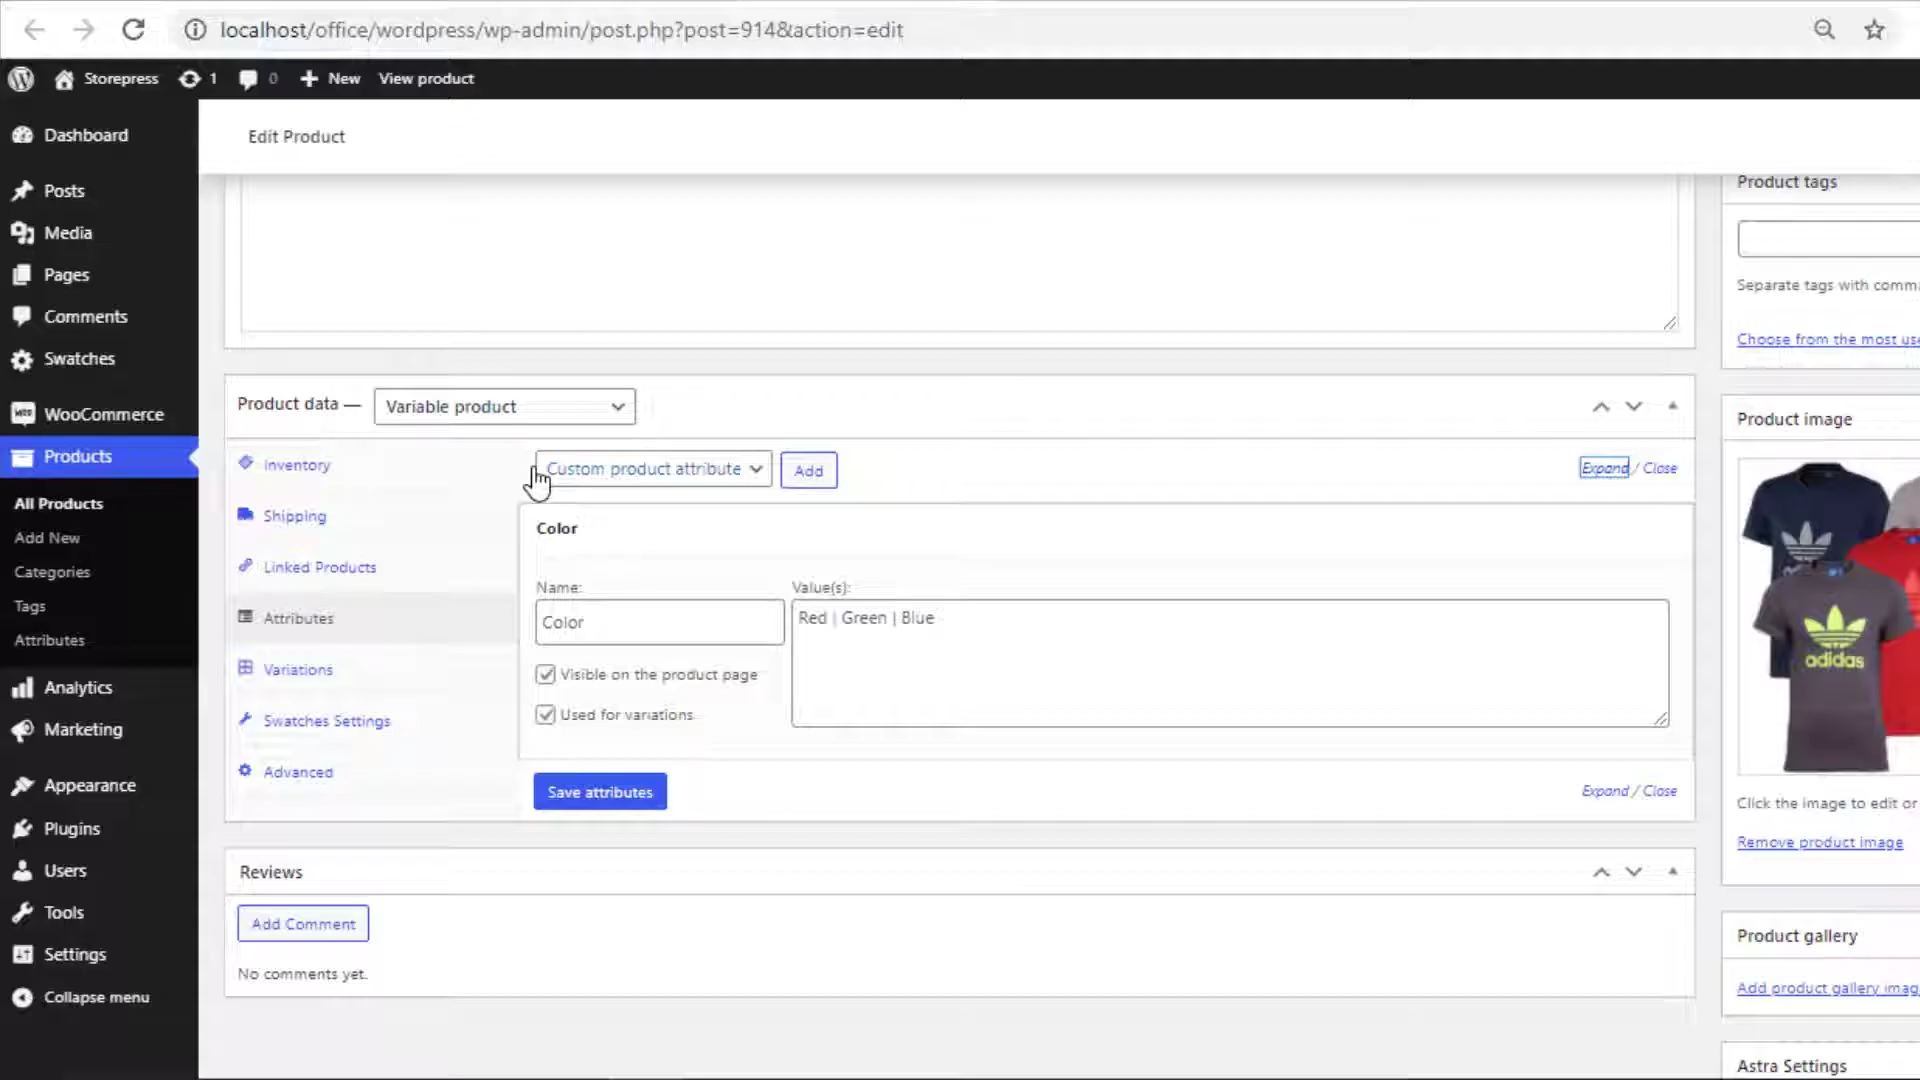 localhost/office/wordpress/wp-admin/post.php?post=914&action=edit
Storepress
1
0
New
View product
Dashboard
Posts
Media
Pages
Comments
Swatches
WooCommerce
Products
All Products
Add New
Categories
Tags
Attributes
Analytics
Marketing
Appearance
Plugins
Users
Tools
Settings
Collapse menu
Edit Product
Product data —
Variable product
Inventory
Shipping
Linked Products
Attributes
Variations
Swatches Settings
Advanced
Custom product attribute
Add
Expand / Close
Color
Name:
Color
Value(s):
Red | Green | Blue
Visible on the product page
Used for variations
Save attributes
Expand / Close
Reviews
Add Comment
No comments yet.
Product tags
Separate tags with comma
Choose from the most use
Product image
adidas
Click the image to edit or
Remove product image
Product gallery
Add product gallery imag
Astra Settings